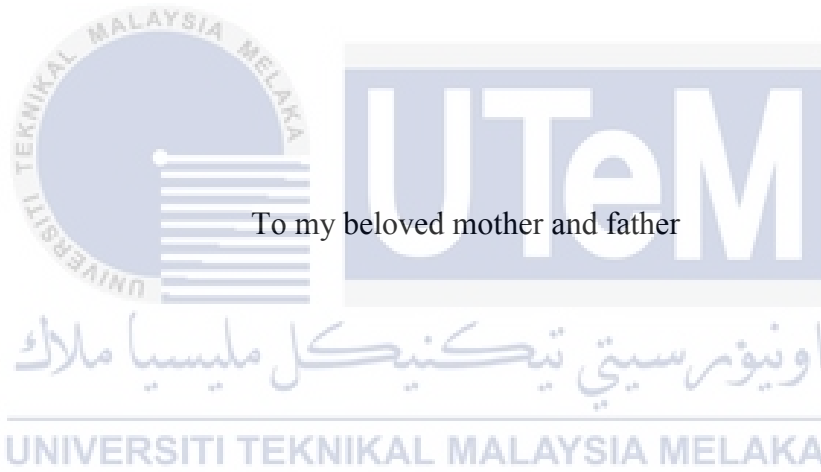 UNIVERSITI TEKNIKAL MALAYSIA MELAKA
UTeM
To my beloved mother and father
اونيۏرسيتي تيكنيكل مليسيا ملاك
UNIVERSITI TEKNIKAL MALAYSIA MELAKA